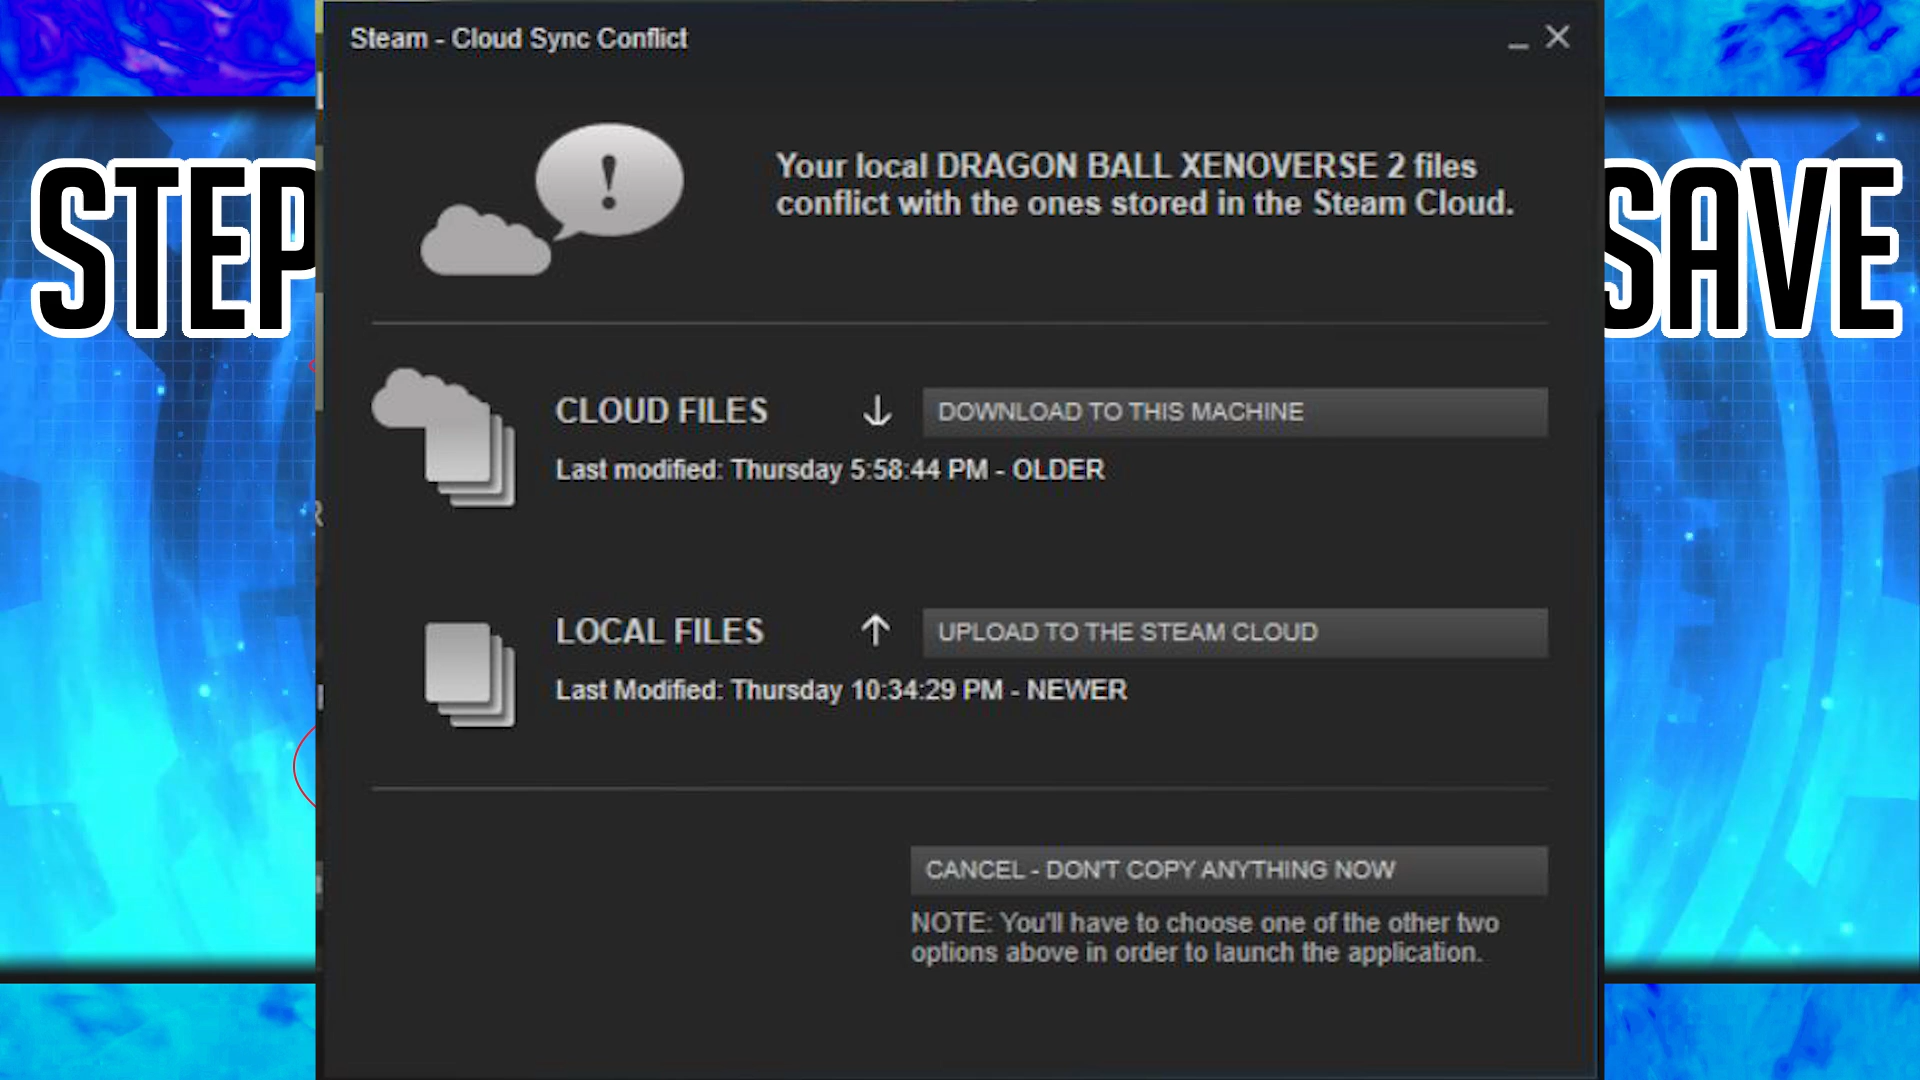 Steam - Cloud Sync Conflict
STEP
SAVE
Your local DRAGON BALL XENOVERSE 2 files
conflict with the ones stored in the Steam Cloud.
CLOUD FILES
DOWNLOAD TO THIS MACHINE
Last modified: Thursday 5:58:44 PM - OLDER
LOCAL FILES
UPLOAD TO THE STEAM CLOUD
Last Modified: Thursday 10:34:29 PM - NEWER
CANCEL - DON'T COPY ANYTHING NOW
NOTE: You'll have to choose one of the other two
options above in order to launch the application.